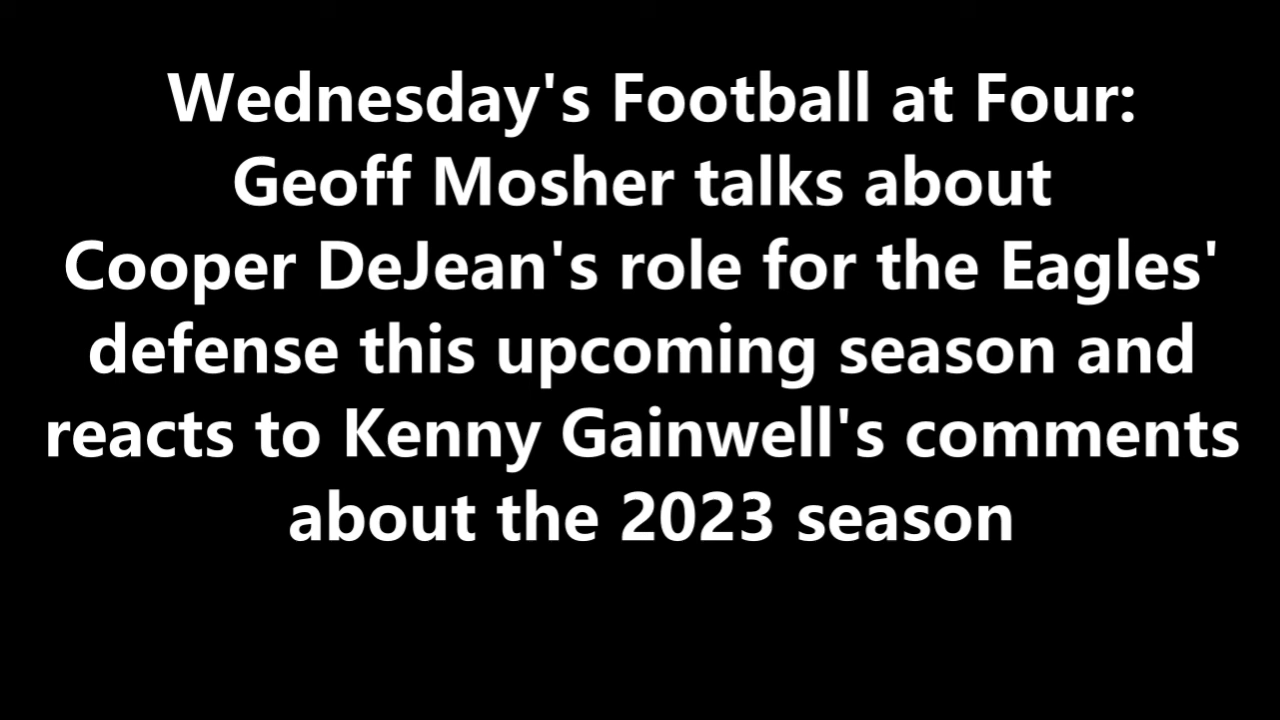 Wednesday's Football at Four:
Geoff Mosher talks about
Cooper DeJean's role for the Eagles'
defense this upcoming season and
reacts to Kenny Gainwell's comments
about the 2023 season